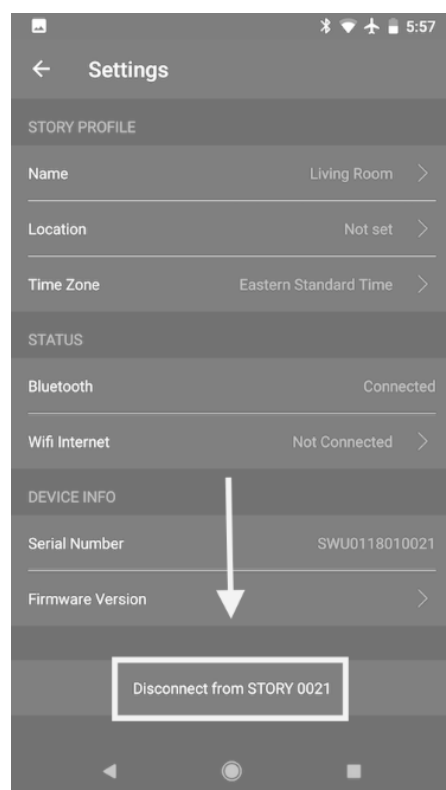 5:57
Settings
STORY PROFILE
Name Living Room
Location Not set
Time Zone Eastern Standard Time
STATUS
Bluetooth Connected
Wifi Internet Not Connected
DEVICE INFO
Serial Number SWU0118010021
Firmware Version
Disconnect from STORY 0021